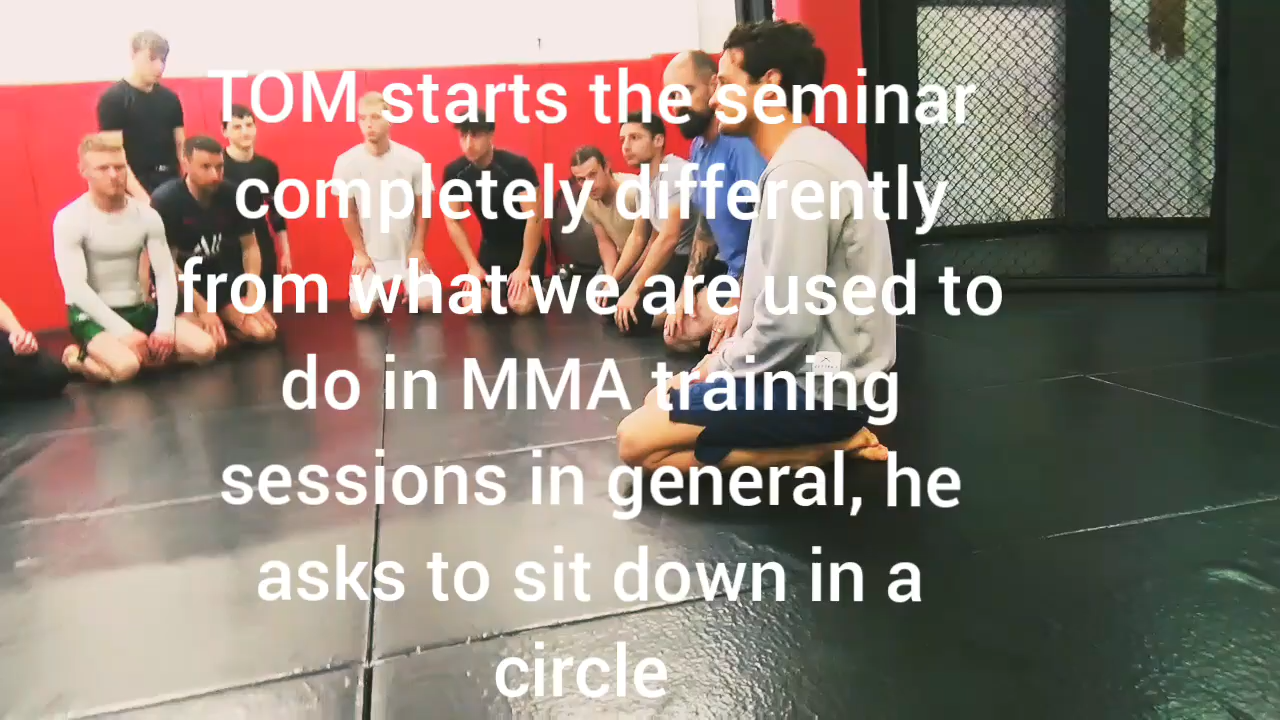 TOM starts the seminar
completely differently
from what we are used to
do in MMA training
sessions in general, he
asks to sit down in a
circle